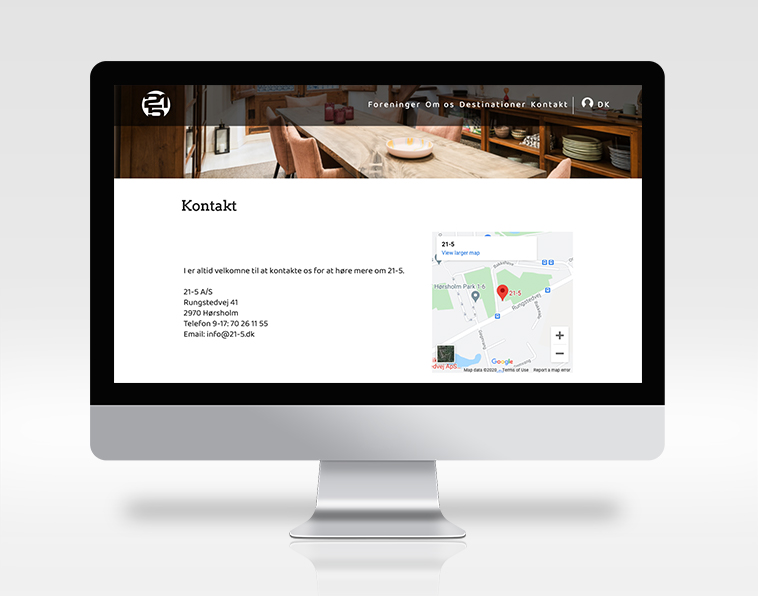 21-5
Foreninger Om os Destinationer Kontakt DK
Kontakt
I er altid velkomne til at kontakte os for at høre mere om 21-5.
21-5 A/S
Rungstedvej 41
2970 Hørsholm
Telefon 9-17: 70 26 11 55
Email: info@21-5.dk
21-5
View larger map
Hørsholm Park 1-6
21-5
Rungstedvej
dvej ApS
Google
Map data ©2020 Terms of Use Report a map error